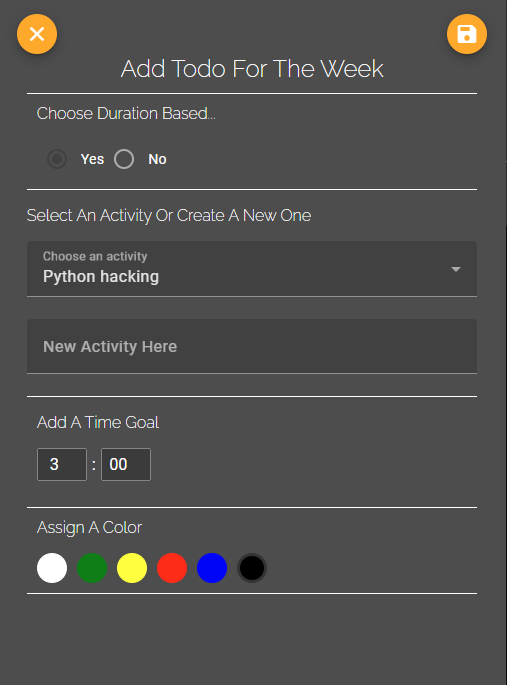 Add Todo For The Week
Choose Duration Based...
Yes No
Select An Activity Or Create A New One
Choose an activity
Python hacking
New Activity Here
Add A Time Goal
3 : 00
Assign A Color